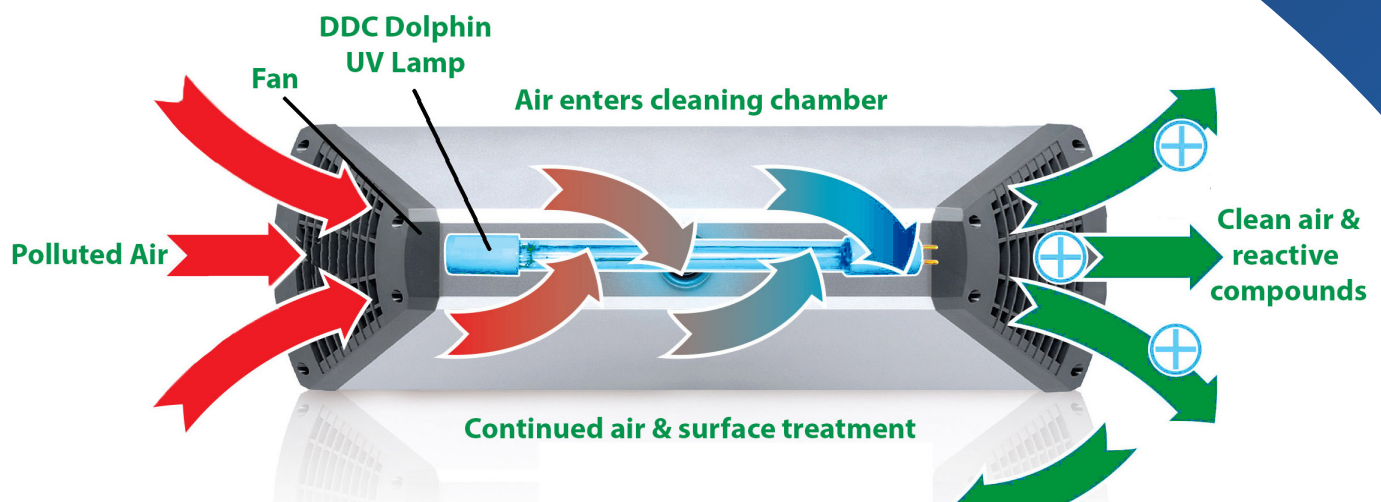 DDC Dolphin
UV Lamp
Fan
Air enters cleaning chamber
Polluted Air
Clean air &
reactive
compounds
Continued air & surface treatment